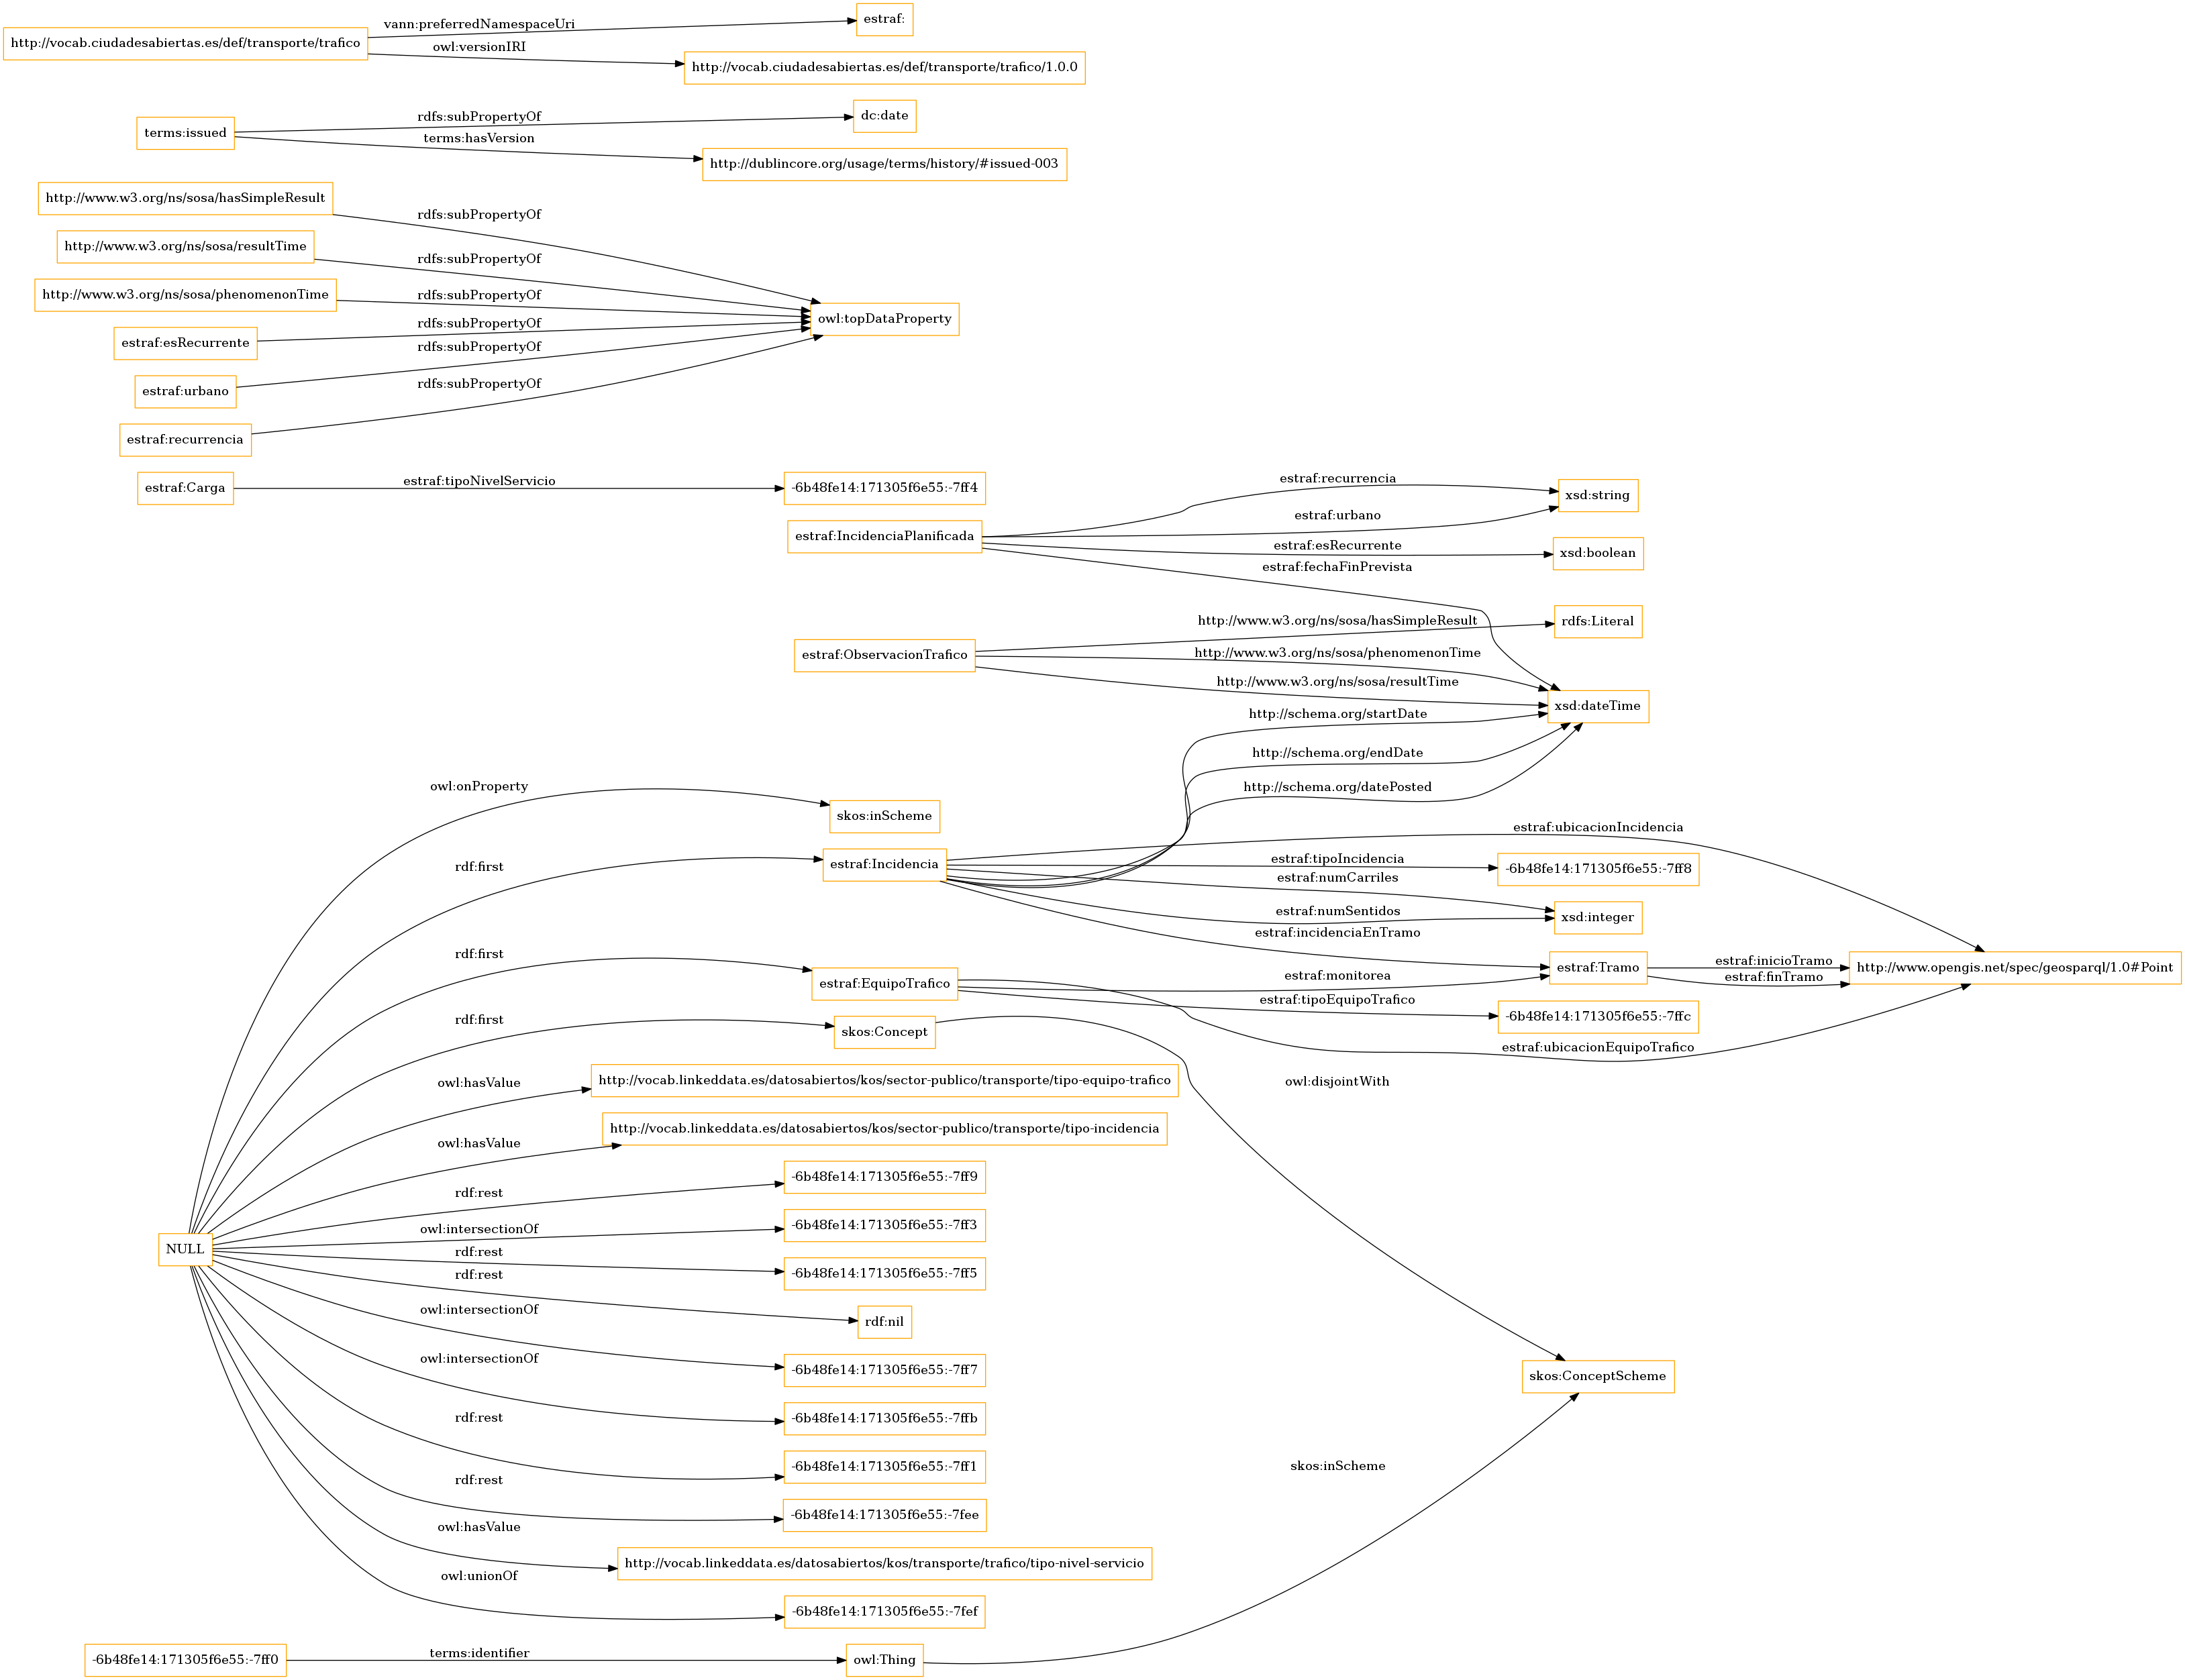 estraf:
vann:preferredNamespaceUri
http://vocab.ciudadesabiertas.es/def/transporte/trafico
owl:versionIRI
http://vocab.ciudadesabiertas.es/def/transporte/trafico/1.0.0
rdfs:subPropertyOf
dc:date
terms:issued
terms:hasVersion
http://dublincore.org/usage/terms/history/#issued-003
http://www.w3.org/ns/sosa/hasSimpleResult
rdfs:subPropertyOf
http://www.w3.org/ns/sosa/resultTime
rdfs:subPropertyOf
http://www.w3.org/ns/sosa/phenomenonTime
rdfs:subPropertyOf
owl:topDataProperty
estraf:esRecurrente
rdfs:subPropertyOf
estraf:urbano
rdfs:subPropertyOf
estraf:recurrencia
rdfs:subPropertyOf
estraf:Carga
estraf:tipoNivelServicio
-6b48fe14:171305f6e55:-7ff4
estraf:IncidenciaPlanificada
estraf:recurrencia
xsd:string
estraf:urbano
estraf:esRecurrente
xsd:boolean
estraf:fechaFinPrevista
http://www.w3.org/ns/sosa/hasSimpleResult
rdfs:Literal
estraf:ObservacionTrafico
http://www.w3.org/ns/sosa/phenomenonTime
http://www.w3.org/ns/sosa/resultTime
xsd:dateTime
http://schema.org/startDate
http://schema.org/endDate
http://schema.org/datePosted
owl:onProperty
skos:inScheme
rdf:first
estraf:Incidencia
estraf:ubicacionIncidencia
estraf:tipoIncidencia
-6b48fe14:171305f6e55:-7ff8
estraf:numCarriles
estraf:numSentidos
xsd:integer
estraf:incidenciaEnTramo
rdf:first
estraf:EquipoTrafico
estraf:monitorea
estraf:Tramo
estraf:inicioTramo
estraf:finTramo
http://www.opengis.net/spec/geosparql/1.0#Point
estraf:tipoEquipoTrafico
-6b48fe14:171305f6e55:-7ffc
estraf:ubicacionEquipoTrafico
rdf:first
skos:Concept
owl:disjointWith
owl:hasValue
http://vocab.linkeddata.es/datosabiertos/kos/sector-publico/transporte/tipo-equipo-trafico
owl:hasValue
http://vocab.linkeddata.es/datosabiertos/kos/sector-publico/transporte/tipo-incidencia
rdf:rest
-6b48fe14:171305f6e55:-7ff9
NULL
owl:intersectionOf
-6b48fe14:171305f6e55:-7ff3
rdf:rest
-6b48fe14:171305f6e55:-7ff5
rdf:rest
rdf:nil
owl:intersectionOf
-6b48fe14:171305f6e55:-7ff7
skos:ConceptScheme
owl:intersectionOf
-6b48fe14:171305f6e55:-7ffb
rdf:rest
-6b48fe14:171305f6e55:-7ff1
skos:inScheme
rdf:rest
-6b48fe14:171305f6e55:-7fee
owl:hasValue
http://vocab.linkeddata.es/datosabiertos/kos/transporte/trafico/tipo-nivel-servicio
owl:unionOf
-6b48fe14:171305f6e55:-7fef
-6b48fe14:171305f6e55:-7ff0
terms:identifier
owl:Thing